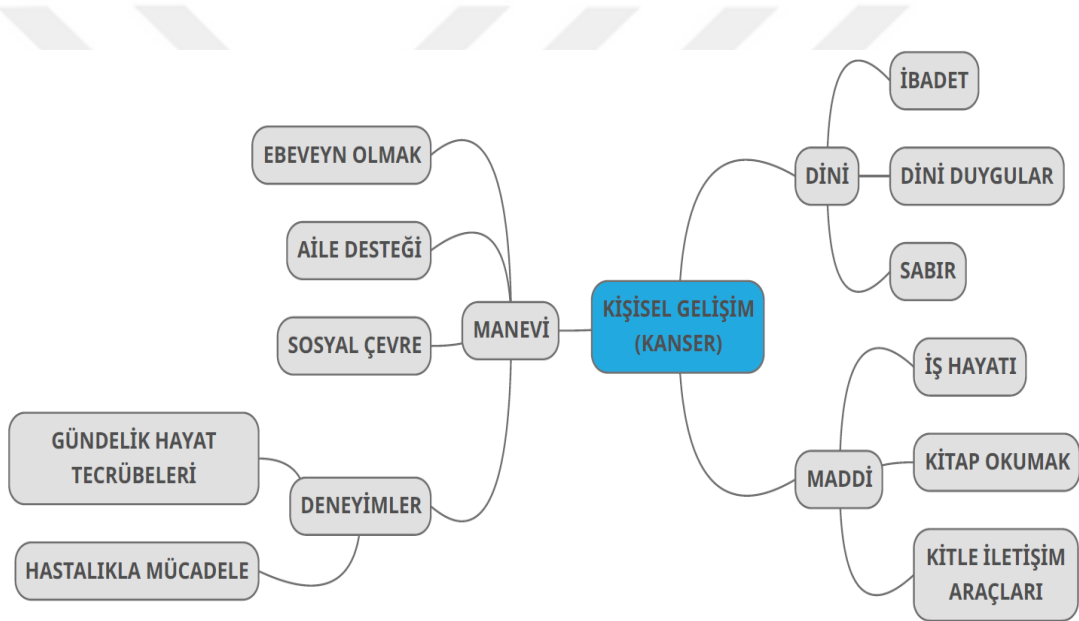 İBADET
EBEVEYN OLMAK
DİNİ
DİNİ DUYGULAR
AİLE DESTEĞİ
SABIR
KİŞİSEL GELİŞİM
(KANSER)
MANEVİ
SOSYAL ÇEVRE
İŞ HAYATI
GÜNDELİK HAYAT
TECRÜBELERİ
KİTAP OKUMAK
MADDİ
DENEYİMLER
HASTALIKLA MÜCADELE
KİTLE İLETİŞİM
ARAÇLARI